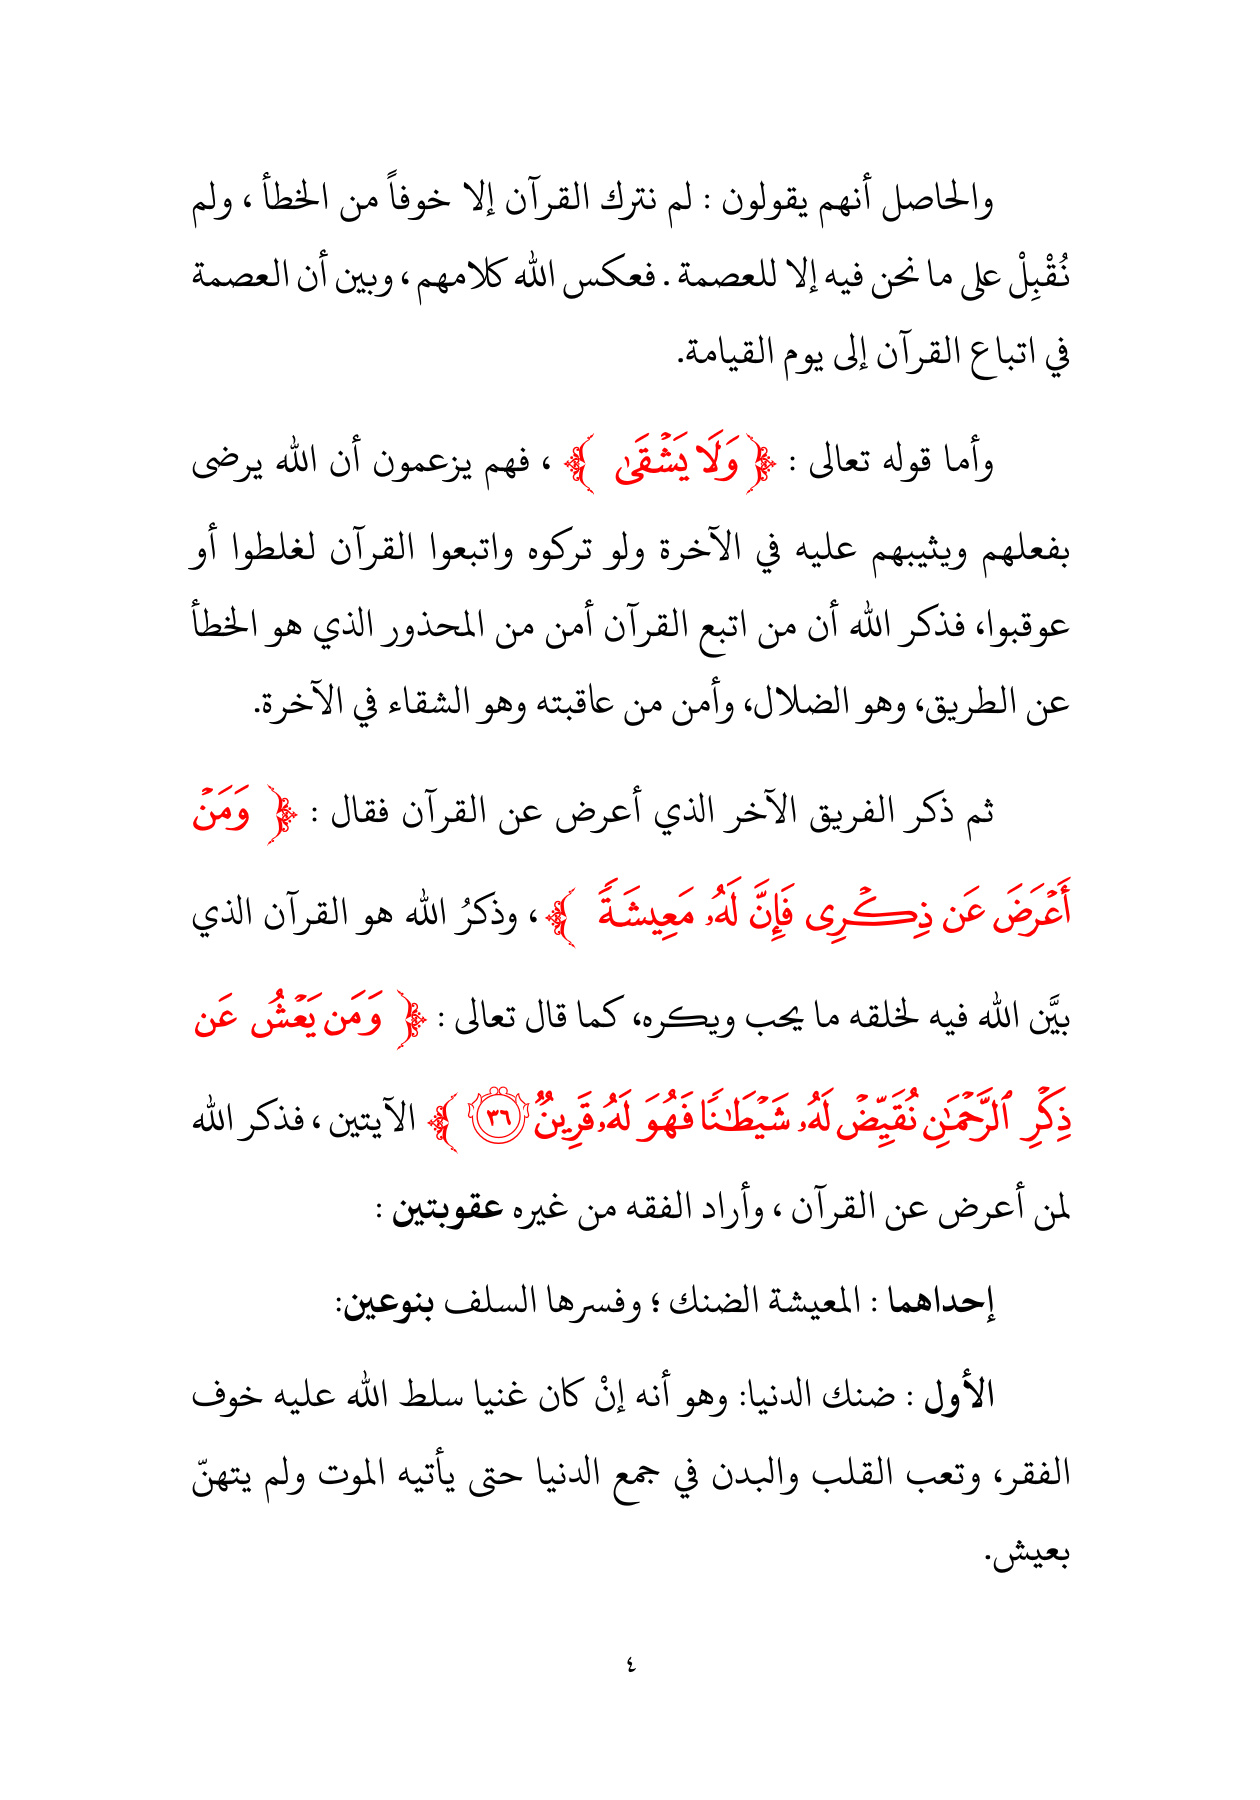 والحاصل أنهم يقولون : لم نترك القرآن إلا خوفاً من الخطأ ، ولم
نُقْبِلْ على ما نحن فيه إلا للعصمة . فعكس الله كلامهم ، وبين أن العصمة
في اتباع القرآن إلى يوم القيامة.
وأما قوله تعالى : ﴿ وَلَا يَشْقَىٰ ﴾ ، فهم يزعمون أن الله يرضى
بفعلهم ويثيبهم عليه في الآخرة ولو تركوه واتبعوا القرآن لغلطوا أو
عوقبوا، فذكر الله أن من اتبع القرآن أمن من المحذور الذي هو الخطأ
عن الطريق، وهو الضلال، وأمن من عاقبته وهو الشقاء في الآخرة.
ثم ذكر الفريق الآخر الذي أعرض عن القرآن فقال : ﴿ وَمَنْ
أَعْرَضَ عَن ذِكْرِى فَإِنَّ لَهُۥ مَعِيشَةً ﴾ ، وذكرُ الله هو القرآن الذي
بيَّن الله فيه لخلقه ما يحب ويكره، كما قال تعالى : ﴿ وَمَن يَعْشُ عَن
ذِكْرِ ٱلرَّحْمَٰنِ نُقَيِّضْ لَهُۥ شَيْطَٰنًا فَهُوَ لَهُۥ قَرِينٌ ٣٦ ﴾ الآيتين ، فذكر الله
لمن أعرض عن القرآن ، وأراد الفقه من غيره عقوبتين :
إحداهما : المعيشة الضنك ؛ وفسرها السلف بنوعين:
الأول : ضنك الدنيا: وهو أنه إنْ كان غنيا سلط الله عليه خوف
الفقر، وتعب القلب والبدن في جمع الدنيا حتى يأتيه الموت ولم يتهنّ
بعيش.
٤